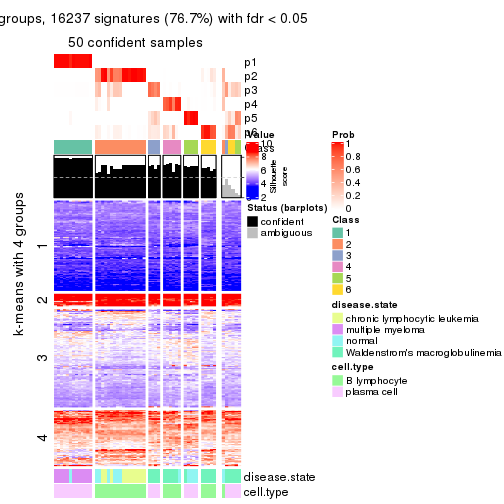 groups, 16237 signatures (76.7%) with fdr < 0.05
50 confident samples
p1
p2
p3
p4
p5
Value
10
8
6
4
2
Silhouette
score
Prob
1
0.8
0.6
0.4
0.2
0
Status (barplots)
confident
ambiguous
Class
1
2
3
4
5
6
disease.state
chronic lymphocytic leukemia
multiple myeloma
normal
Waldenstrom's macroglobulinemia
cell.type
B lymphocyte
plasma cell
k-means with 4 groups
1
2
3
4
disease.state
cell.type